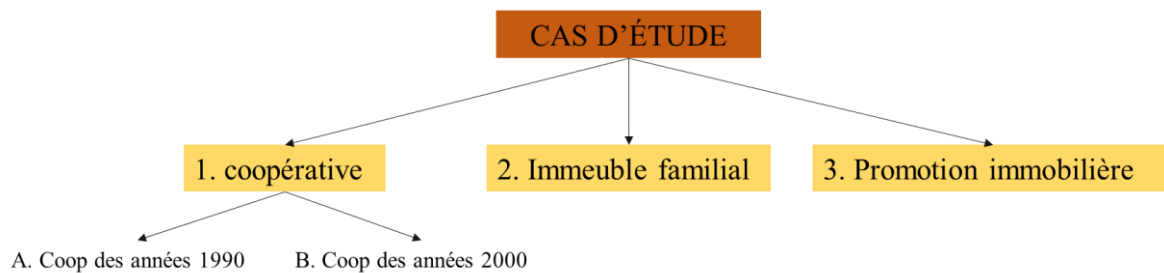 CAS D'ÉTUDE
1. coopérative
2. Immeuble familial
3. Promotion immobilière
A. Coop des années 1990
B. Coop des années 2000